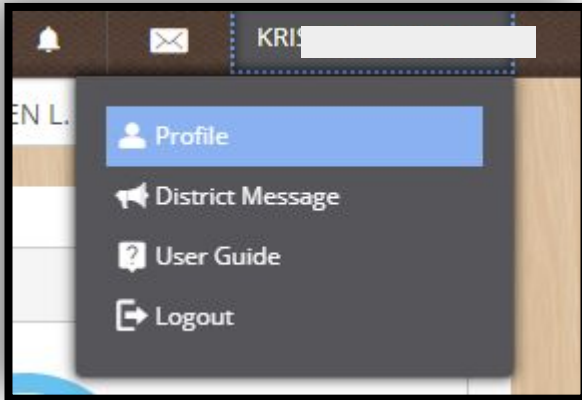 KRIS
EN L.
Profile
District Message
User Guide
Logout